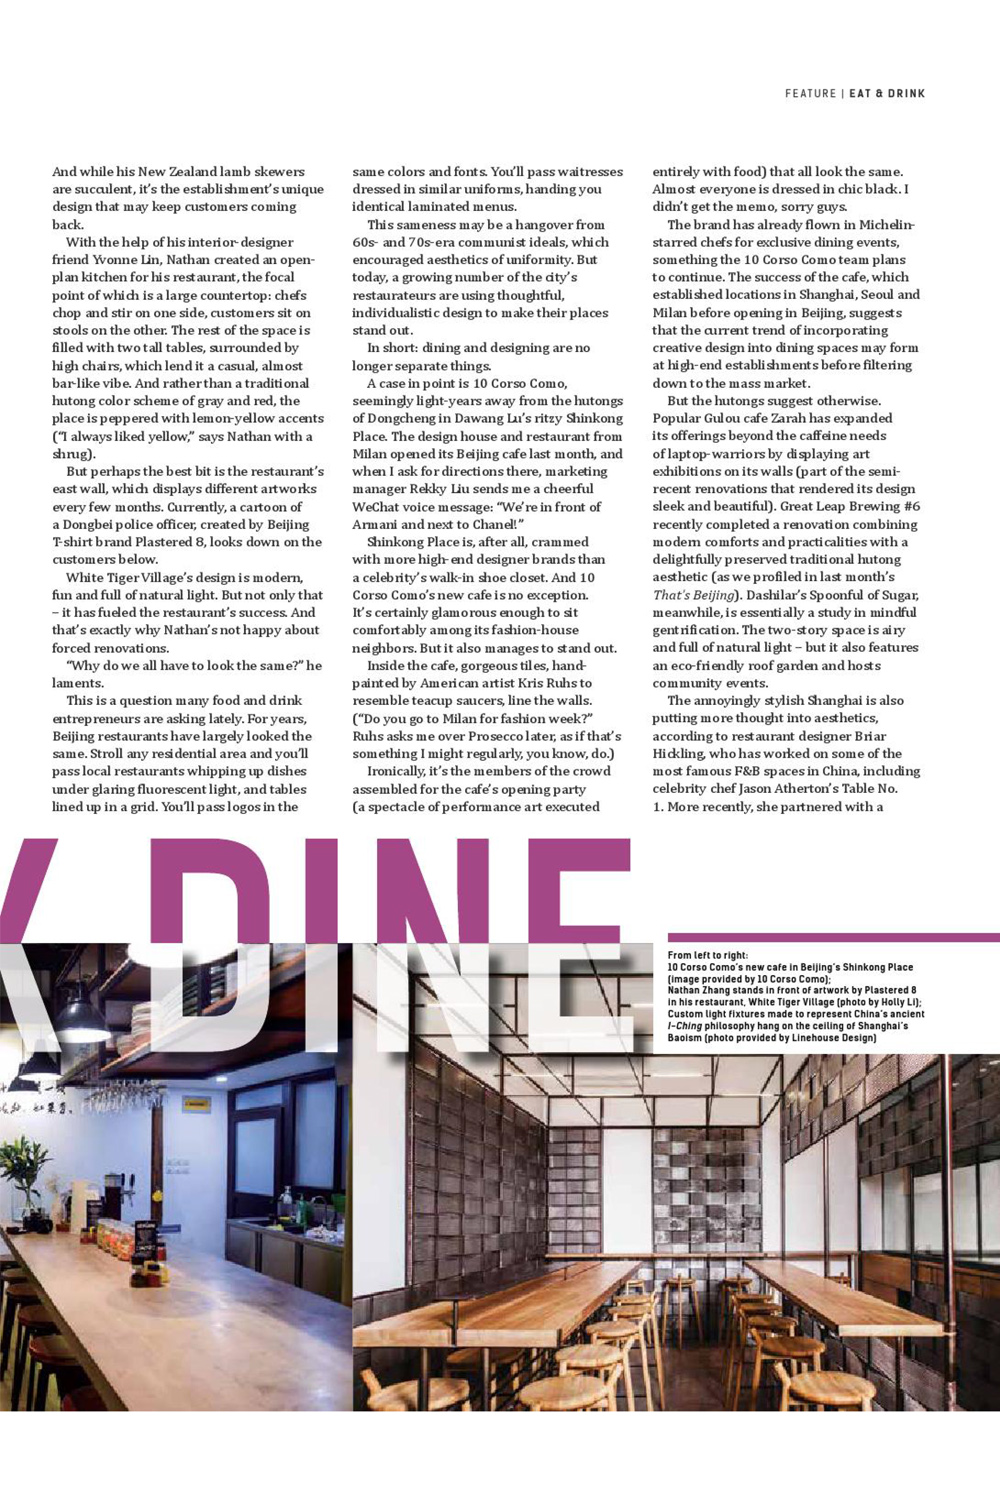 FEATURE | EAT & DRINK
And while his New Zealand lamb skewers
are succulent, it's the establishment's unique
design that may keep customers coming
back.
With the help of his interior-designer
friend Yvonne Lin, Nathan created an open-
plan kitchen for his restaurant, the focal
point of which is a large countertop: chefs
chop and stir on one side, customers sit on
stools on the other. The rest of the space is
filled with two tall tables, surrounded by
high chairs, which lend it a casual, almost
bar-like vibe. And rather than a traditional
hutong color scheme of gray and red, the
place is peppered with lemon-yellow accents
("I always liked yellow," says Nathan with a
shrug).
But perhaps the best bit is the restaurant's
east wall, which displays different artworks
every few months. Currently, a cartoon of
a Dongbei police officer, created by Beijing
T-shirt brand Plastered 8, looks down on the
customers below.
White Tiger Village's design is modern,
fun and full of natural light. But not only that
– it has fueled the restaurant's success. And
that's exactly why Nathan's not happy about
forced renovations.
"Why do we all have to look the same?" he
laments.
This is a question many food and drink
entrepreneurs are asking lately. For years,
Beijing restaurants have largely looked the
same. Stroll any residential area and you'll
pass local restaurants whipping up dishes
under glaring fluorescent light, and tables
lined up in a grid. You'll pass logos in the
same colors and fonts. You'll pass waitresses
dressed in similar uniforms, handing you
identical laminated menus.
This sameness may be a hangover from
60s- and 70s-era communist ideals, which
encouraged aesthetics of uniformity. But
today, a growing number of the city's
restaurateurs are using thoughtful,
individualistic design to make their places
stand out.
In short: dining and designing are no
longer separate things.
A case in point is 10 Corso Como,
seemingly light-years away from the hutongs
of Dongcheng in Dawang Lu's ritzy Shinkong
Place. The design house and restaurant from
Milan opened its Beijing cafe last month, and
when I ask for directions there, marketing
manager Rekky Liu sends me a cheerful
WeChat voice message: "We're in front of
Armani and next to Chanel!"
Shinkong Place is, after all, crammed
with more high-end designer brands than
a celebrity's walk-in shoe closet. And 10
Corso Como's new cafe is no exception.
It's certainly glamorous enough to sit
comfortably among its fashion-house
neighbors. But it also manages to stand out.
Inside the cafe, gorgeous tiles, hand-
painted by American artist Kris Ruhs to
resemble teacup saucers, line the walls.
("Do you go to Milan for fashion week?"
Ruhs asks me over Prosecco later, as if that's
something I might regularly, you know, do.)
Ironically, it's the members of the crowd
assembled for the cafe's opening party
(a spectacle of performance art executed
entirely with food) that all look the same.
Almost everyone is dressed in chic black. I
didn't get the memo, sorry guys.
The brand has already flown in Michelin-
starred chefs for exclusive dining events,
something the 10 Corso Como team plans
to continue. The success of the cafe, which
established locations in Shanghai, Seoul and
Milan before opening in Beijing, suggests
that the current trend of incorporating
creative design into dining spaces may form
at high-end establishments before filtering
down to the mass market.
But the hutongs suggest otherwise.
Popular Gulou cafe Zarah has expanded
its offerings beyond the caffeine needs
of laptop-warriors by displaying art
exhibitions on its walls (part of the semi-
recent renovations that rendered its design
sleek and beautiful). Great Leap Brewing #6
recently completed a renovation combining
modern comforts and practicalities with a
delightfully preserved traditional hutong
aesthetic (as we profiled in last month's
That's Beijing). Dashilar's Spoonful of Sugar,
meanwhile, is essentially a study in mindful
gentrification. The two-story space is airy
and full of natural light – but it also features
an eco-friendly roof garden and hosts
community events.
The annoyingly stylish Shanghai is also
putting more thought into aesthetics,
according to restaurant designer Briar
Hickling, who has worked on some of the
most famous F&B spaces in China, including
celebrity chef Jason Atherton's Table No.
1. More recently, she partnered with a
DINE
From left to right:
10 Corso Como's new cafe in Beijing's Shinkong Place
(image provided by 10 Corso Como);
Nathan Zhang stands in front of artwork by Plastered 8
in his restaurant, White Tiger Village (photo by Holly Li);
Custom light fixtures made to represent China's ancient
I-Ching philosophy hang on the ceiling of Shanghai's
Baoism (photo provided by Linehouse Design)